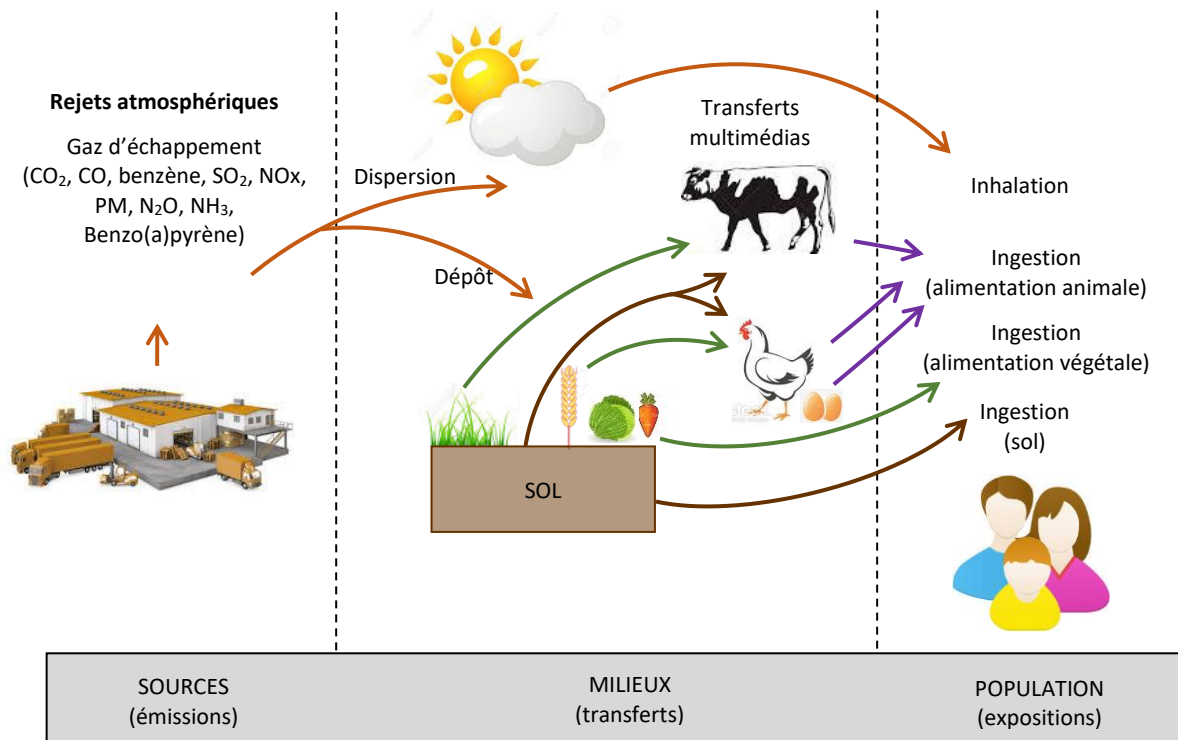 Rejets atmosphériques
Gaz d'échappement
(CO₂, CO, benzène, SO₂, NOx,
PM, N₂O, NH₃,
Benzo(a)pyrène)
Dispersion
Dépôt
Transferts
multimédias
SOL
Inhalation
Ingestion
(alimentation animale)
Ingestion
(alimentation végétale)
Ingestion
(sol)
SOURCES
(émissions)
MILIEUX
(transferts)
POPULATION
(expositions)